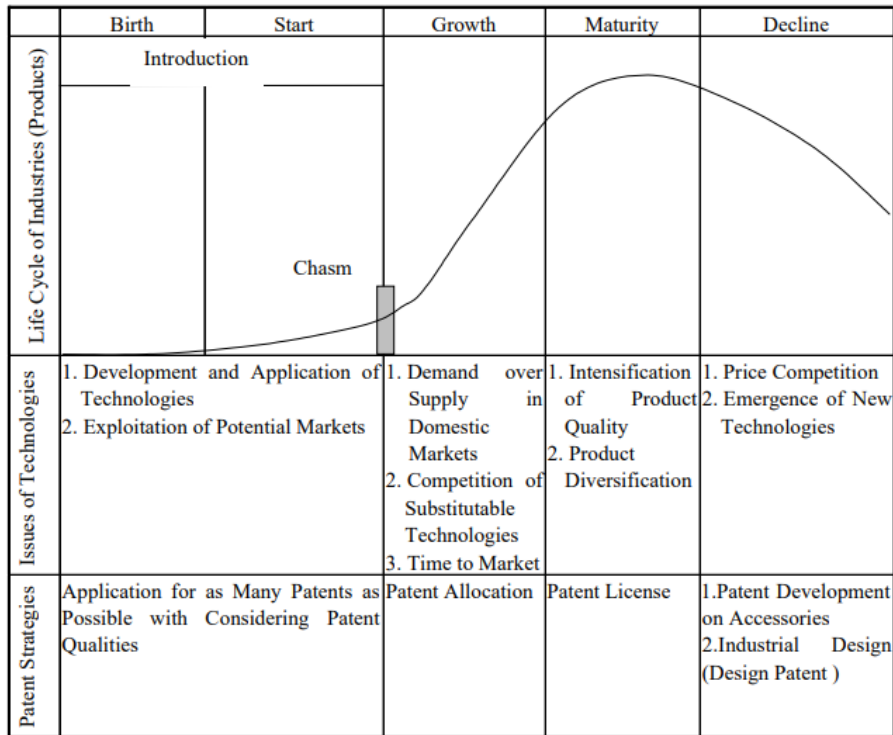 Birth
Start
Growth
Maturity
Decline
Life Cycle of Industries (Products)
Introduction
Chasm
Issues of Technologies
1. Development and Application of
Technologies
2. Exploitation of Potential Markets
1. Demand over
Supply in
Domestic
Markets
2. Competition of
Substitutable
Technologies
3. Time to Market
1. Intensification
of Product
Quality
2. Product
Diversification
1. Price Competition
2. Emergence of New
Technologies
Patent Strategies
Application for as Many Patents as
Possible with Considering Patent
Qualities
Patent Allocation
Patent License
1.Patent Development
on Accessories
2.Industrial Design
(Design Patent )